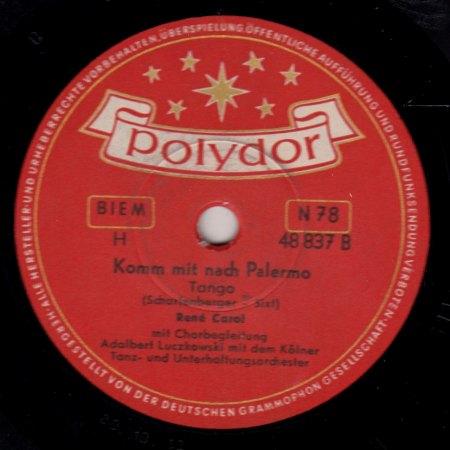 ALLE HERSTELLER-UND URHEBERRECHTE VORBEHALTEN, ÜBERSPIELUNG, ÖFFENTLICHE AUFFÜHRUNG UND RUNDFUNKSENDUNG VERBOTEN
polydor
BIEM
N 78
H
48 837 B
Komm mit nach Palermo
Tango
(Scharfenberger - Sixt)
René Carol
mit Chorbegleitung
Adalbert Luczkowski mit dem Kölner
Tanz- und Unterhaltungsorchester
HERGESTELLT VON DER DEUTSCHEN GRAMMOPHON GESELLSCHAFT